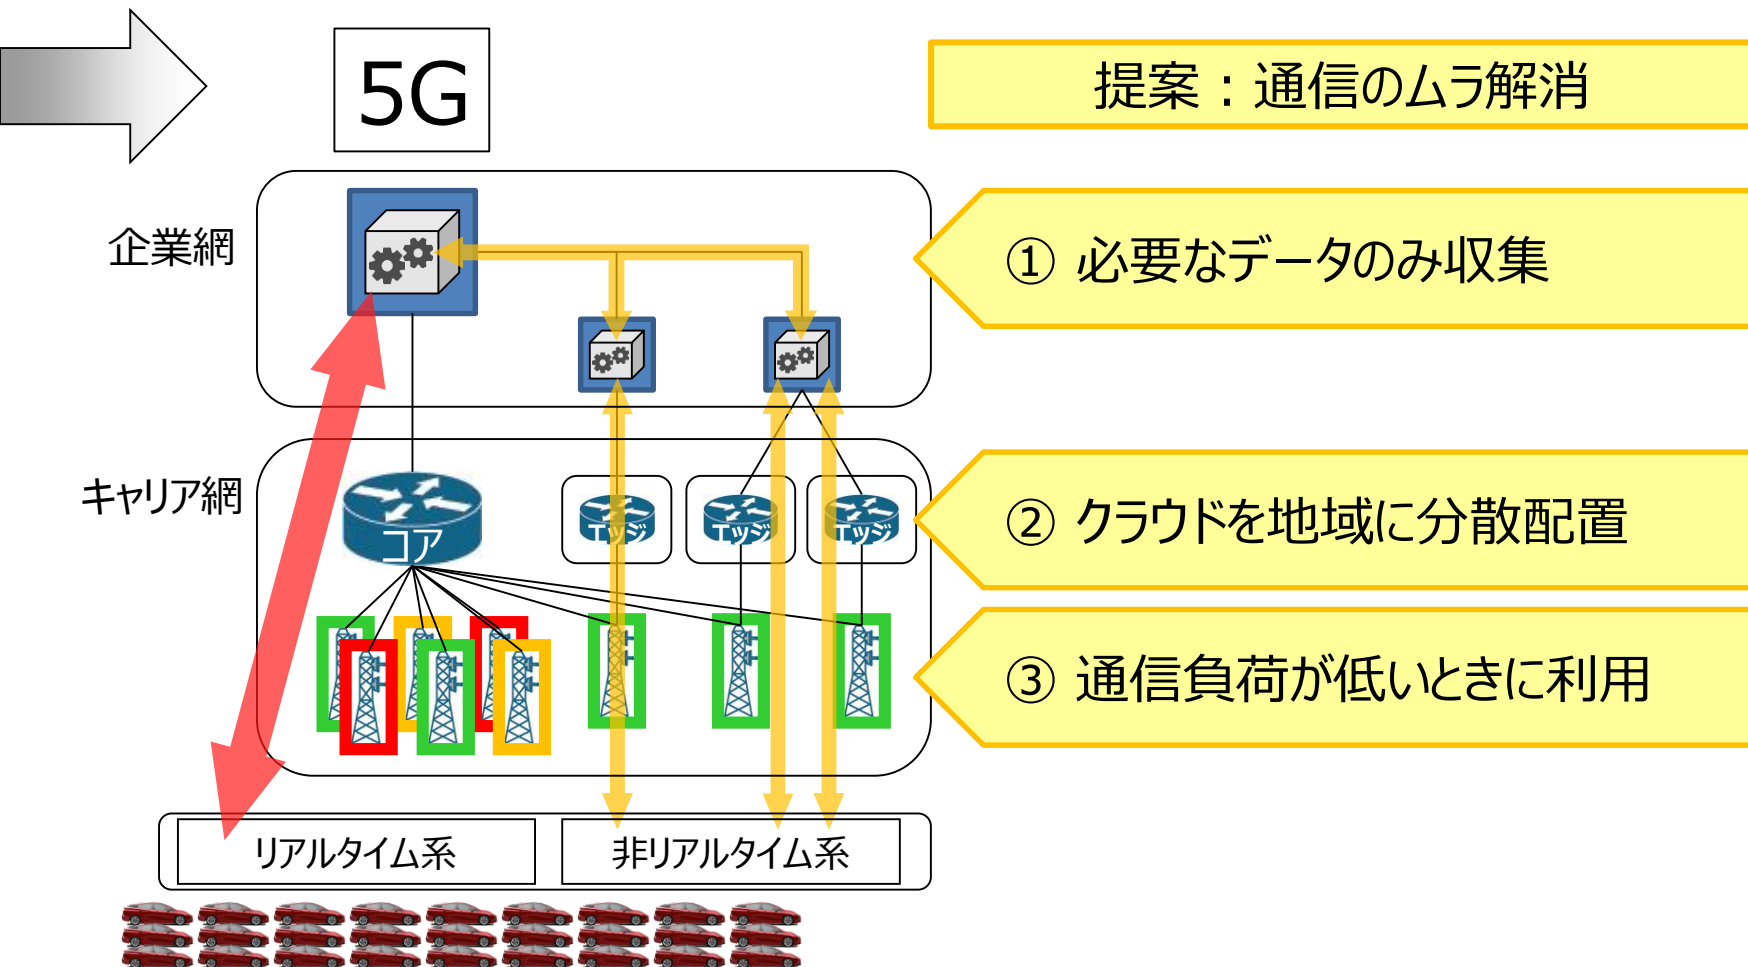 5G
提案：通信のムラ解消
企業網
① 必要なデータのみ収集
キャリア網
コア
エッジ
エッジ
エッジ
② クラウドを地域に分散配置
③ 通信負荷が低いときに利用
リアルタイム系
非リアルタイム系